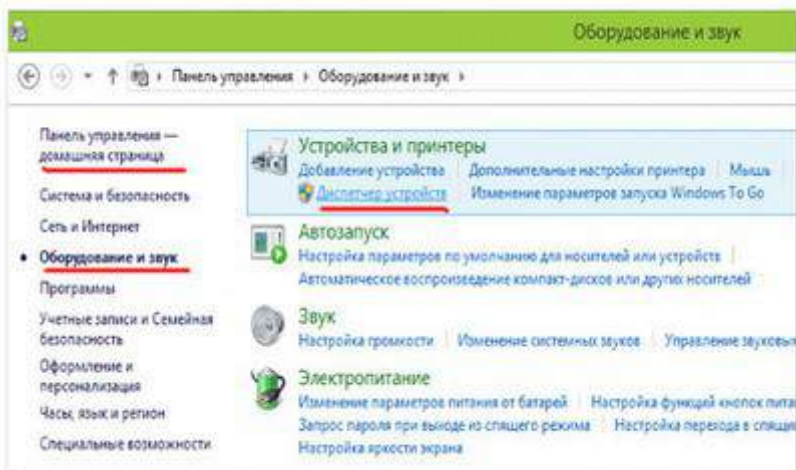 Оборудование и звук
Панель управления › Оборудование и звук ›
Панель управления —
домашняя страница
Система и безопасность
Сеть и Интернет
• Оборудование и звук
Программы
Учетные записи и Семейная
безопасность
Оформление и
персонализация
Часы, язык и регион
Специальные возможности
Устройства и принтеры
Добавление устройства | Дополнительные настройки принтера | Мышь
Диспетчер устройств | Изменение параметров запуска Windows To Go
Автозапуск
Настройка параметров по умолчанию для носителей или устройств |
Автоматическое воспроизведение компакт-дисков или других носителей
Звук
Настройка громкости | Изменение системных звуков | Управление звуковы
Электропитание
Изменение параметров питания от батарей | Настройка функций кнопок пита
Запрос пароля при выходе из спящего режима | Настройка перехода в спящи
Настройка яркости экрана